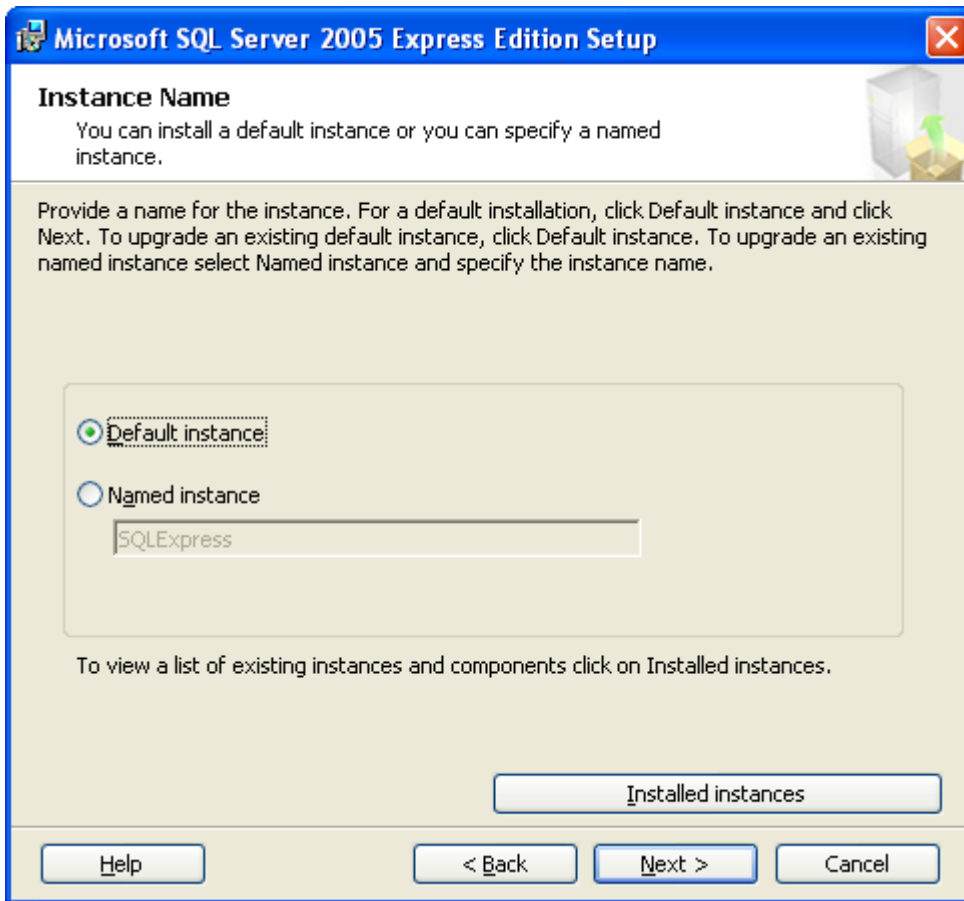 Microsoft SQL Server 2005 Express Edition Setup
Instance Name
You can install a default instance or you can specify a named
instance.
Provide a name for the instance. For a default installation, click Default instance and click
Next. To upgrade an existing default instance, click Default instance. To upgrade an existing
named instance select Named instance and specify the instance name.
Default instance
Named instance
SQLExpress
To view a list of existing instances and components click on Installed instances.
Installed instances
Help
< Back
Next >
Cancel